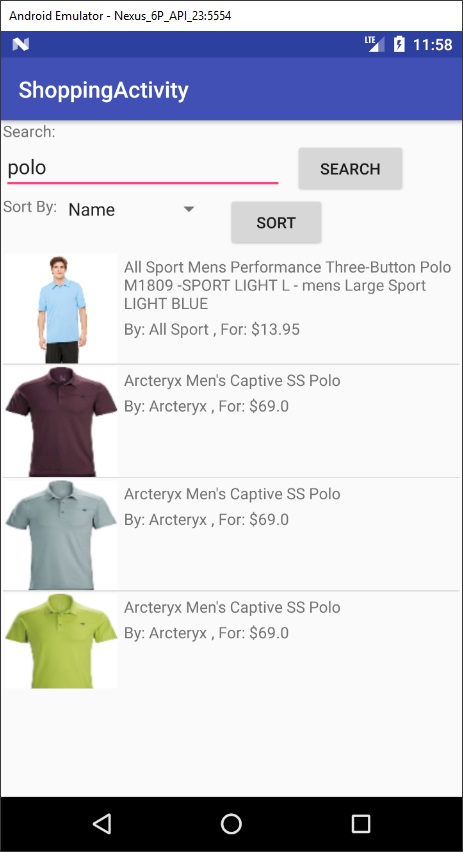 Android Emulator - Nexus_6P_API_23:5554
LTE 11:58
ShoppingActivity
Search:
polo SEARCH
Sort By: Name SORT
All Sport Mens Performance Three-Button Polo
M1809 -SPORT LIGHT L - mens Large Sport
LIGHT BLUE
By: All Sport , For: $13.95
Arcteryx Men's Captive SS Polo
By: Arcteryx , For: $69.0
Arcteryx Men's Captive SS Polo
By: Arcteryx , For: $69.0
Arcteryx Men's Captive SS Polo
By: Arcteryx , For: $69.0